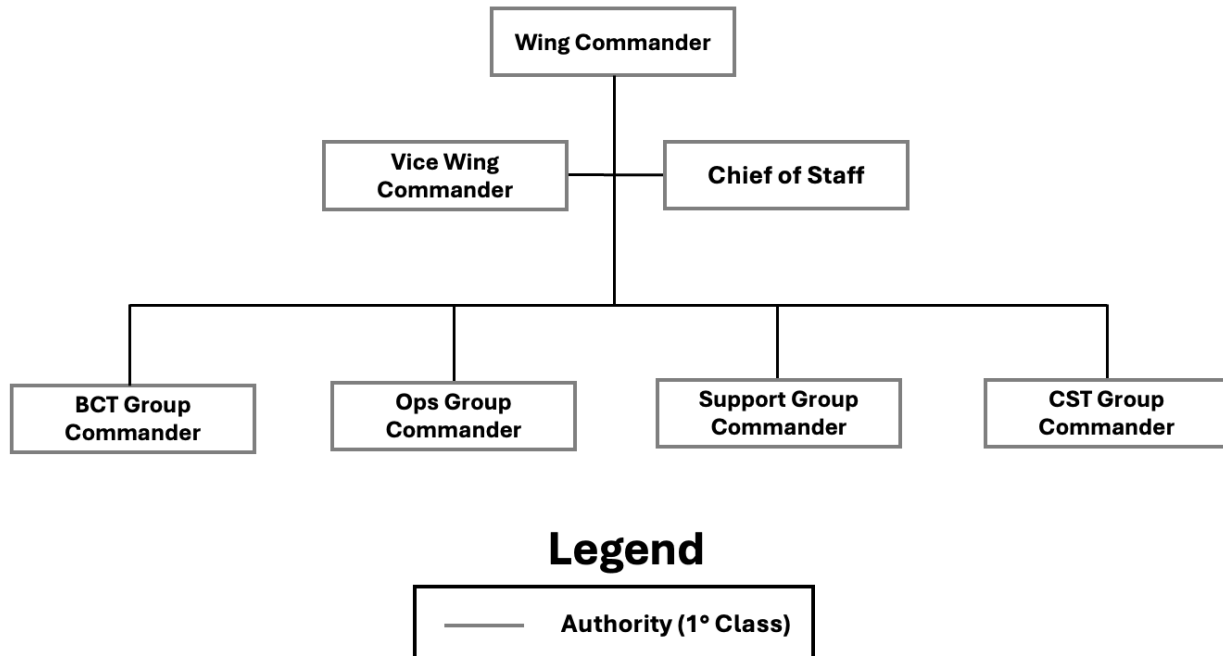 Wing Commander
Vice Wing
Commander
Chief of Staff
BCT Group
Commander
Ops Group
Commander
Support Group
Commander
CST Group
Commander
Legend
Authority (1° Class)